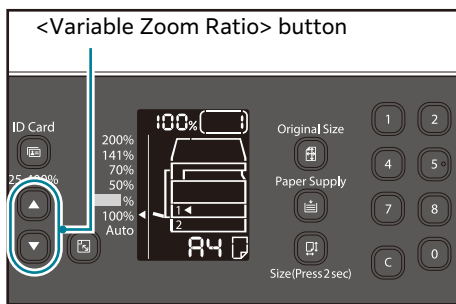 <Variable Zoom Ratio> button
100% 1
ID Card
Original Size
1 2
200%
141%
70%
50%
%
100%
Auto
25-400%
4 5
Paper Supply
1
2
7 8
A4
Size(Press2sec)
C 0